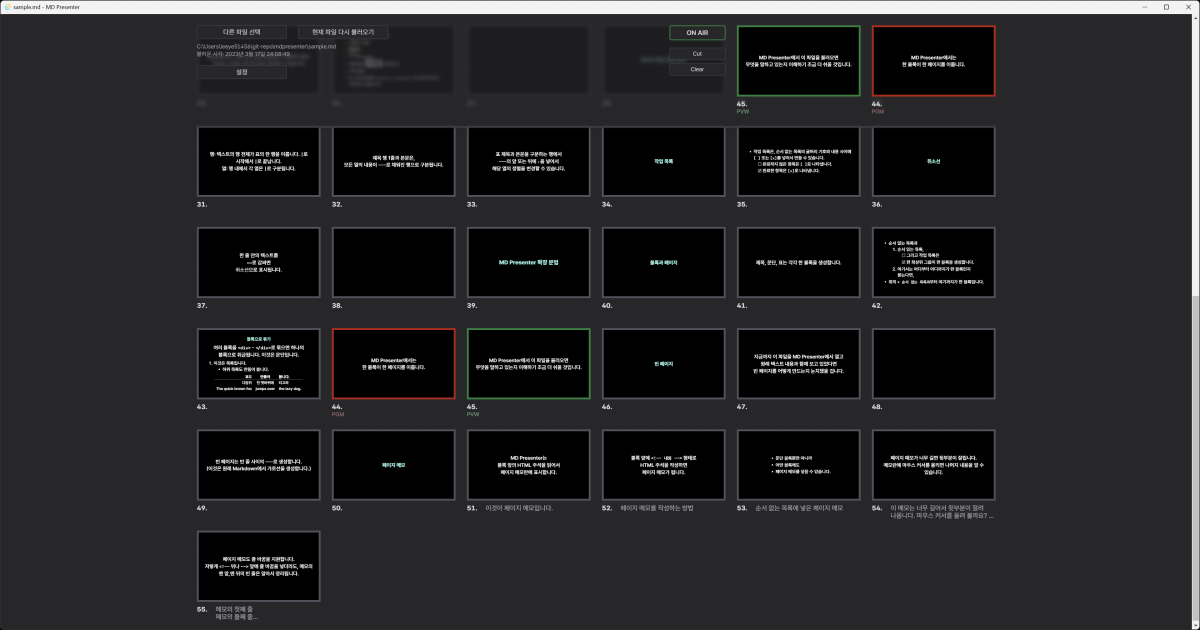 sample.md - MD Presenter
다른 파일 선택
현재 파일 다시 불러오기
불러온 시각: 2023년 3월 17일 24:08:49
설정
ON AIR
Cut
Clear
MD Presenter에서 이 파일을 불러오면
무엇을 말하고 있는지 이해하기 조금 더 쉬울 것입니다.
45.
PVW
MD Presenter에서는
한 블록이 한 페이지를 이룹니다.
44.
PGM
행: 텍스트의 행 전체가 표의 한 행을 이룹니다. |로
시작해서 |로 끝납니다.
열: 행 내에서 각 열은 |로 구분됩니다.
31.
제목 행 1줄과 본문은,
모든 열의 내용이 ---로 채워진 행으로 구분됩니다.
32.
표 제목과 본문을 구분하는 행에서
---의 앞 또는 뒤에 :을 넣어서
해당 열의 정렬을 변경할 수 있습니다.
33.
작업 목록
34.
• 작업 목록은, 순서 없는 목록의 글머리 기호와 내용 사이에
[ ] 또는 [x]를 넣어서 만들 수 있습니다.
☐ 완료하지 않은 항목은 [ ]로 나타냅니다.
☑ 완료한 항목은 [x]로 나타냅니다.
35.
취소선
36.
한 줄 안의 텍스트를
~~로 감싸면
취소선으로 표시됩니다.
37.
38.
MD Presenter 확장 문법
39.
블록과 페이지
40.
제목, 문단, 표는 각각 한 블록을 생성합니다.
41.
• 순서 없는 목록과
1. 순서 있는 목록,
☐ 그리고 작업 목록은
☑ 한 최상위 그룹이 한 블록을 생성합니다.
2. 여기서는 어디부터 어디까지가 한 블록인지
물는다면,
• 위의 • 순서 없는 목록과부터 여기까지가 한 블록입니다.
42.
블록으로 묶기
여러 블록을 <div> ~ </div>로 묶으면 하나의
블록으로 취급됩니다. 이것은 문단입니다.
1. 이것은 목록입니다.
• 하위 목록도 만들어 봅니다.
표도 만들어 봅니다.
다람쥐 헌 쳇바퀴에 타고파
The quick brown fox jumps over the lazy dog.
43.
MD Presenter에서는
한 블록이 한 페이지를 이룹니다.
44.
PGM
MD Presenter에서 이 파일을 불러오면
무엇을 말하고 있는지 이해하기 조금 더 쉬울 것입니다.
45.
PVW
빈 페이지
46.
지금까지 이 파일을 MD Presenter에서 열고
원래 텍스트 내용과 함께 보고 있었다면
빈 페이지를 어떻게 만드는지 눈치챘을 겁니다.
47.
48.
빈 페이지는 빈 줄 사이의 ---로 생성합니다.
(이것은 원래 Markdown에서 가로선을 생성합니다.)
49.
페이지 메모
50.
MD Presenter는
블록 앞의 HTML 주석을 읽어서
페이지 메모란에 표시합니다.
51. 이것이 페이지 메모입니다.
블록 앞에 <!-- 내용 --> 형태로
HTML 주석을 작성하면
페이지 메모가 됩니다.
52. 페이지 메모를 작성하는 방법
• 문단 블록뿐만 아니라
• 어떤 블록에도
• 페이지 메모를 넣을 수 있습니다.
53. 순서 없는 목록에 넣은 페이지 메모
페이지 메모가 너무 길면 뒷부분이 잘립니다.
메모란에 마우스 커서를 올리면 나머지 내용을 알 수
있습니다.
54. 이 메모는 너무 길어서 뒷부분이 잘려
나옵니다. 마우스 커서를 올려 볼까요? ...
페이지 메모도 줄 바꿈을 지원합니다.
저렇게 <!-- 뒤나 --> 앞에 줄 바꿈을 넣더라도, 메모의
맨 앞,맨 뒤의 빈 줄은 알아서 정리됩니다.
55. 메모의 첫째 줄
메모의 둘째 줄...